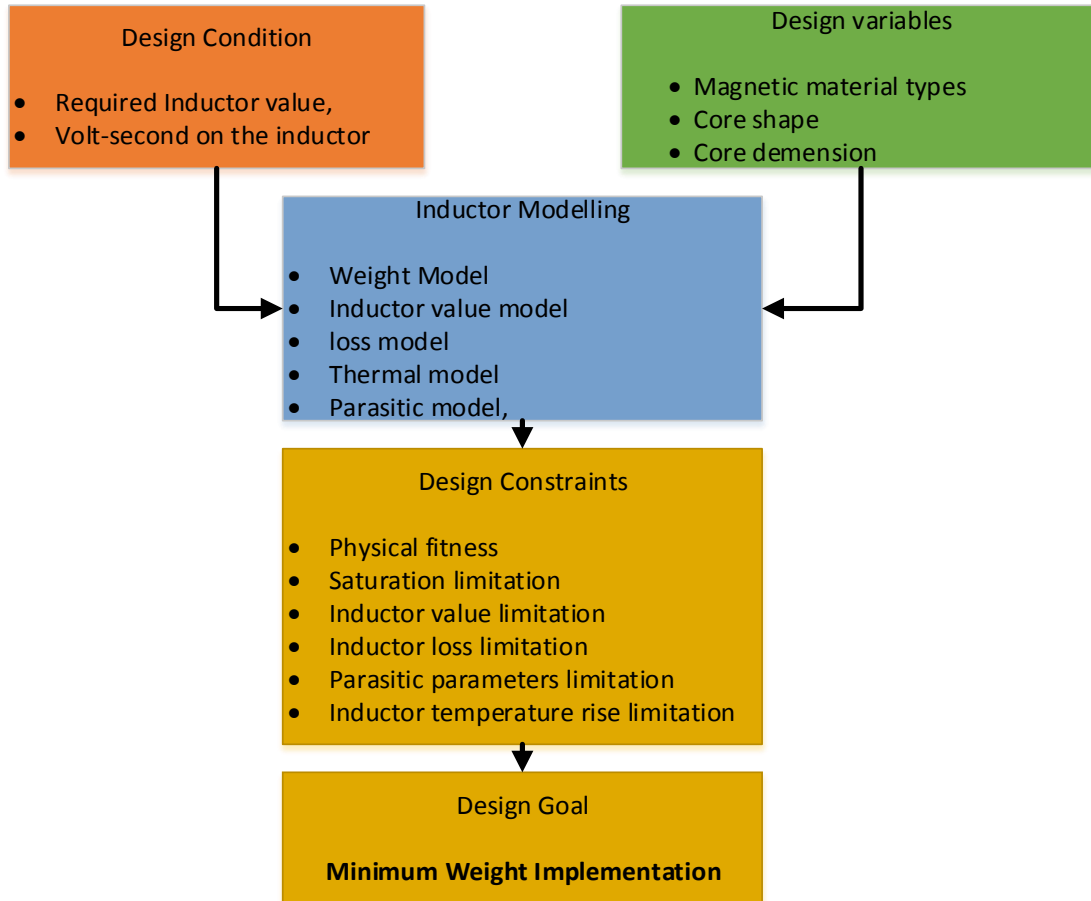 Design Condition
• Required Inductor value,
• Volt-second on the inductor
Design variables
• Magnetic material types
• Core shape
• Core demension
Inductor Modelling
• Weight Model
• Inductor value model
• loss model
• Thermal model
• Parasitic model,
Design Constraints
• Physical fitness
• Saturation limitation
• Inductor value limitation
• Inductor loss limitation
• Parasitic parameters limitation
• Inductor temperature rise limitation
Design Goal
Minimum Weight Implementation